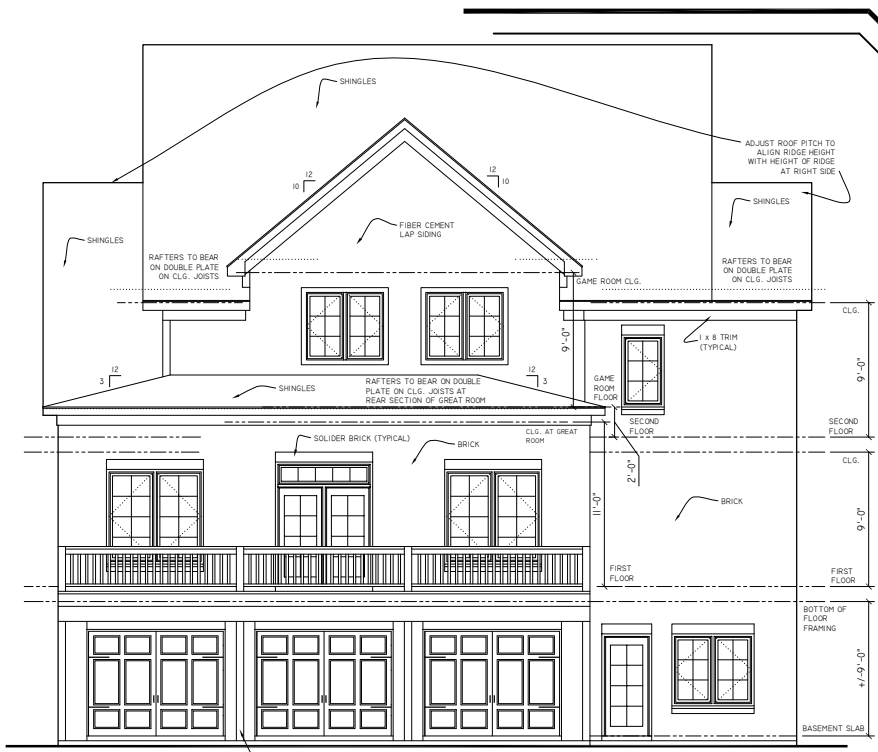 SHINGLES
ADJUST ROOF PITCH TO
ALIGN RIDGE HEIGHT
WITH HEIGHT OF RIDGE
AT RIGHT SIDE
12
10
12
10
SHINGLES
FIBER CEMENT
LAP SIDING
SHINGLES
RAFTERS TO BEAR
ON DOUBLE PLATE
ON CLG. JOISTS
RAFTERS TO BEAR
ON DOUBLE PLATE
ON CLG. JOISTS
GAME ROOM CLG.
CLG.
1 x 8 TRIM
(TYPICAL)
9'-0"
9'-0"
12
3
12
3
SHINGLES
RAFTERS TO BEAR ON DOUBLE
PLATE ON CLG. JOISTS AT
REAR SECTION OF GREAT ROOM
GAME
ROOM
FLOOR
SECOND
FLOOR
SECOND
FLOOR
SOLIDER BRICK (TYPICAL)
BRICK
CLG. AT GREAT
ROOM
CLG.
2'-0"
11'-0"
9'-0"
BRICK
FIRST
FLOOR
FIRST
FLOOR
BOTTOM OF
FLOOR
FRAMING
+/-9'-0"
BASEMENT SLAB